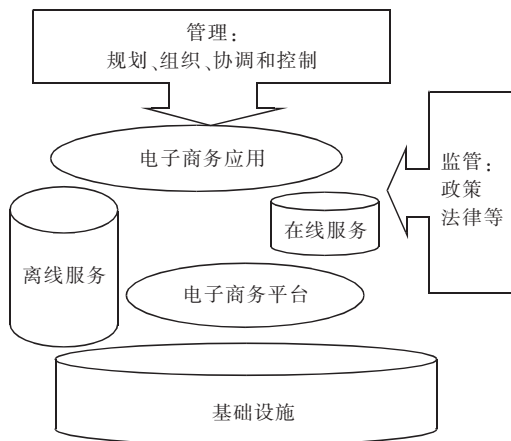 管理：
规划、组织、协调和控制
电子商务应用
监管：
政策
法律等
在线服务
离线服务
电子商务平台
基础设施